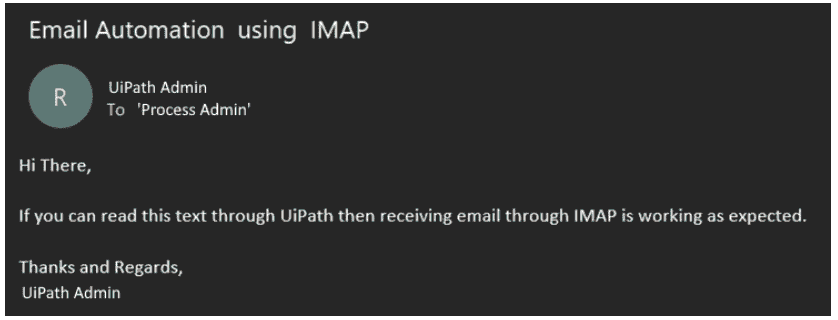 Email Automation using IMAP
R
UiPath Admin
To 'Process Admin'
Hi There,
If you can read this text through UiPath then receiving email through IMAP is working as expected.
Thanks and Regards,
UiPath Admin